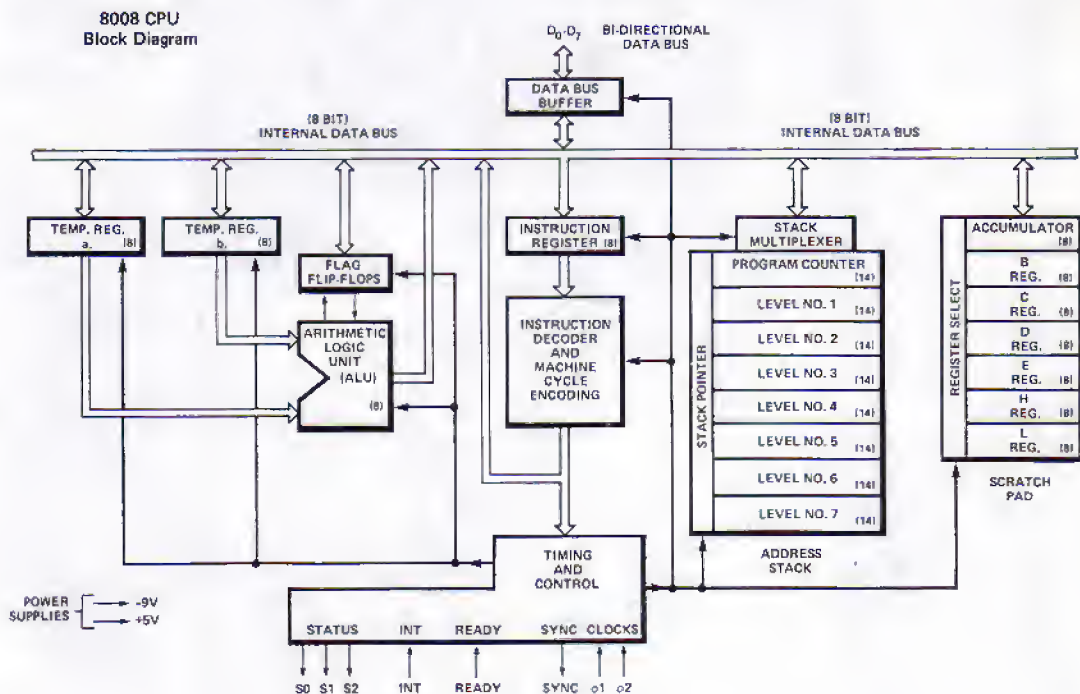 8008 CPU
Block Diagram
D0-D7
BI-DIRECTIONAL
DATA BUS
DATA BUS
BUFFER
(8 BIT)
INTERNAL DATA BUS
(8 BIT)
INTERNAL DATA BUS
TEMP. REG.
a. (8)
TEMP. REG.
b. (8)
FLAG
FLIP-FLOPS
ARITHMETIC
LOGIC
UNIT
(ALU)
(8)
INSTRUCTION
REGISTER (8)
INSTRUCTION
DECODER
AND
MACHINE
CYCLE
ENCODING
STACK
MULTIPLEXER
STACK POINTER
PROGRAM COUNTER
(14)
LEVEL NO. 1 (14)
LEVEL NO. 2 (14)
LEVEL NO. 3 (14)
LEVEL NO. 4 (14)
LEVEL NO. 5 (14)
LEVEL NO. 6 (14)
LEVEL NO. 7 (14)
ADDRESS
STACK
REGISTER SELECT
ACCUMULATOR
(8)
B
REG. (8)
C
REG. (8)
D
REG. (8)
E
REG. (8)
H
REG. (8)
L
REG. (8)
SCRATCH
PAD
TIMING
AND
CONTROL
POWER
SUPPLIES
-9V
+5V
STATUS INT READY SYNC CLOCKS
S0 S1 S2 INT READY SYNC ø1 ø2